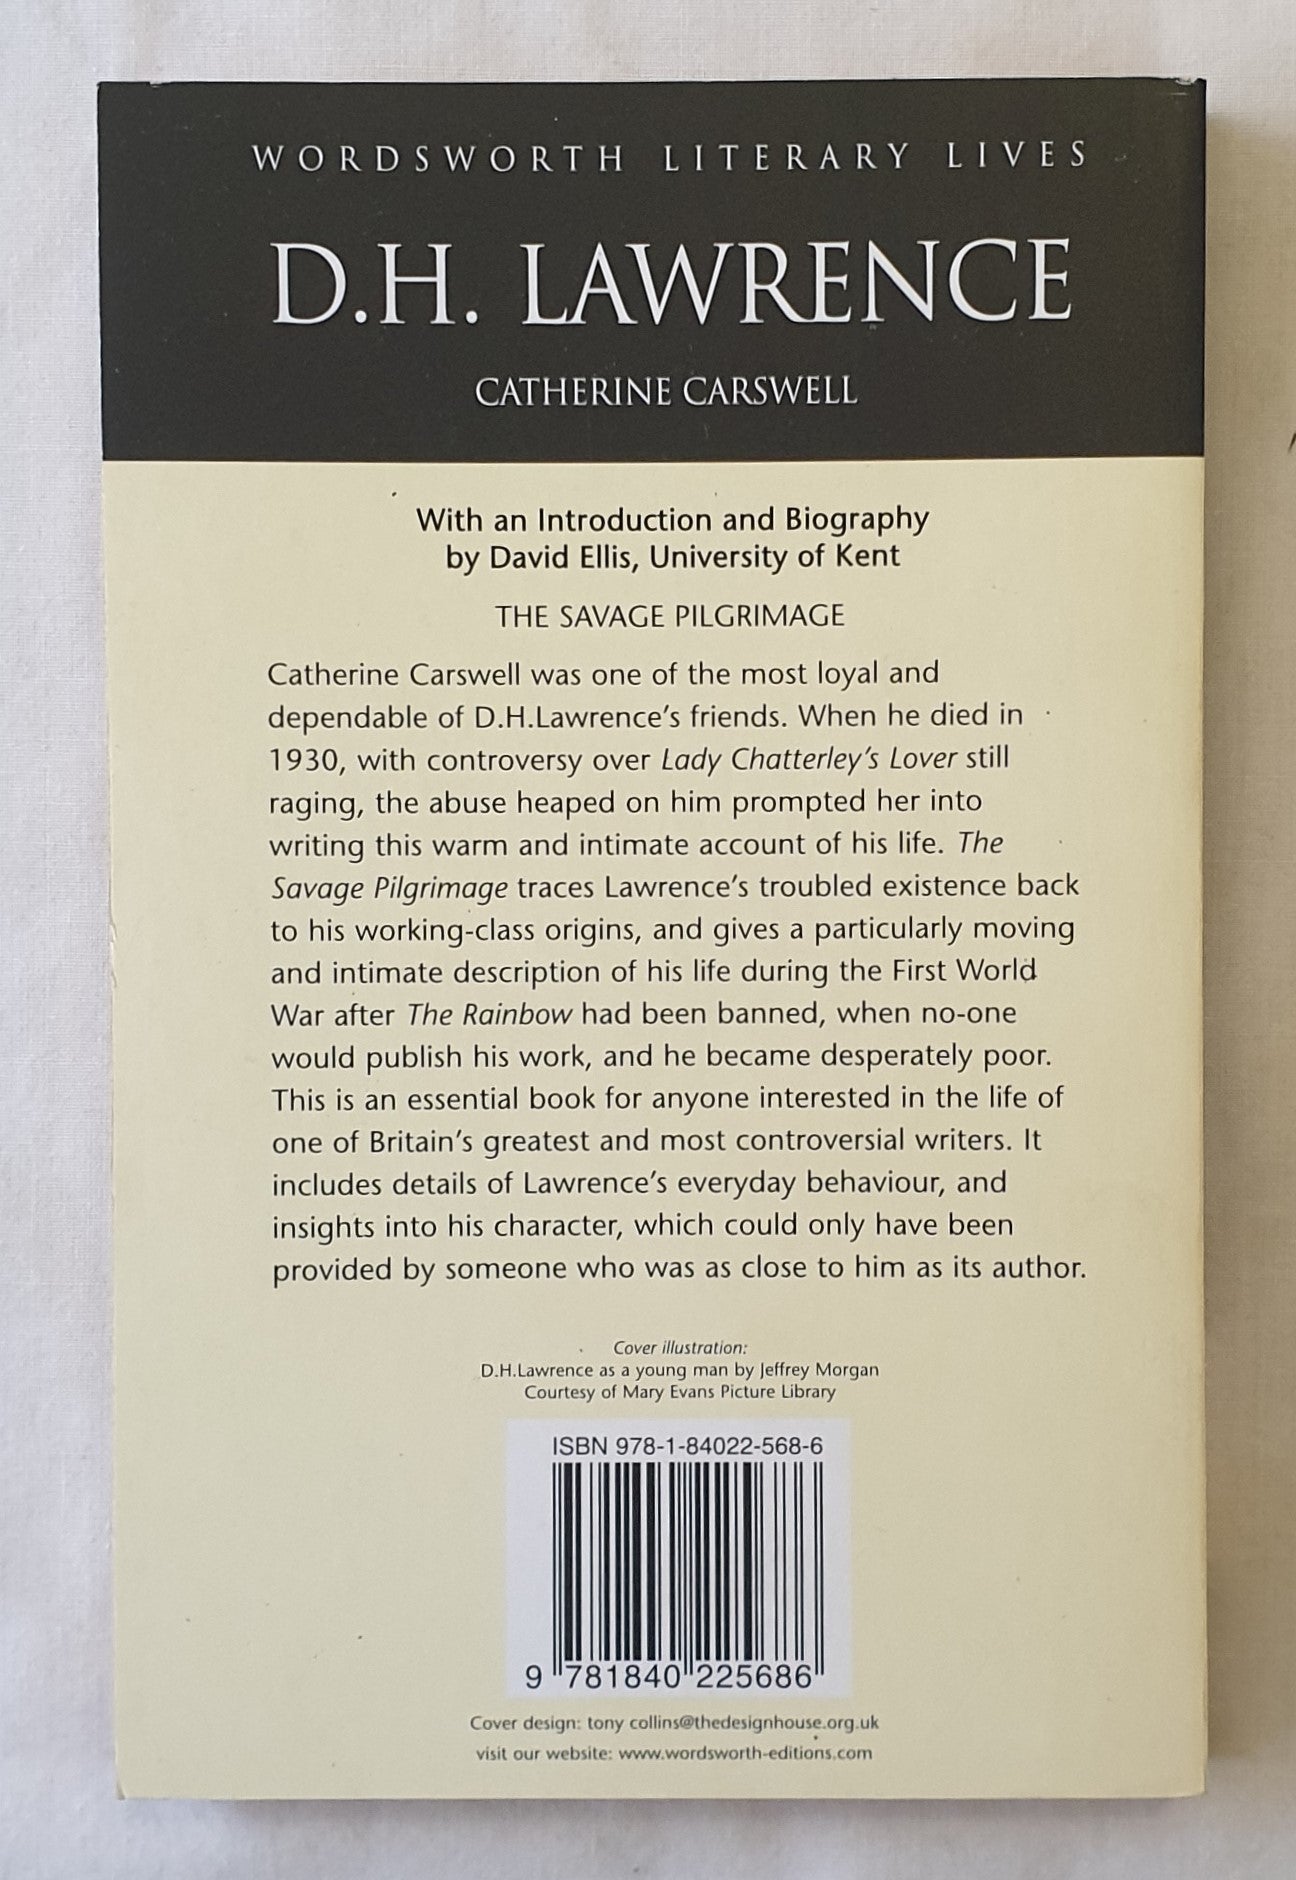 WORDSWORTH LITERARY LIVES
D.H. LAWRENCE
CATHERINE CARSWELL
With an Introduction and Biography
by David Ellis, University of Kent
THE SAVAGE PILGRIMAGE
Catherine Carswell was one of the most loyal and
dependable of D.H.Lawrence's friends. When he died in
1930, with controversy over Lady Chatterley's Lover still
raging, the abuse heaped on him prompted her into
writing this warm and intimate account of his life. The
Savage Pilgrimage traces Lawrence's troubled existence back
to his working-class origins, and gives a particularly moving
and intimate description of his life during the First World
War after The Rainbow had been banned, when no-one
would publish his work, and he became desperately poor.
This is an essential book for anyone interested in the life of
one of Britain's greatest and most controversial writers. It
includes details of Lawrence's everyday behaviour, and
insights into his character, which could only have been
provided by someone who was as close to him as its author.
Cover illustration:
D.H.Lawrence as a young man by Jeffrey Morgan
Courtesy of Mary Evans Picture Library
ISBN 978-1-84022-568-6
9 781840 225686
Cover design: tony collins@thedesignhouse.org.uk
visit our website: www.wordsworth-editions.com